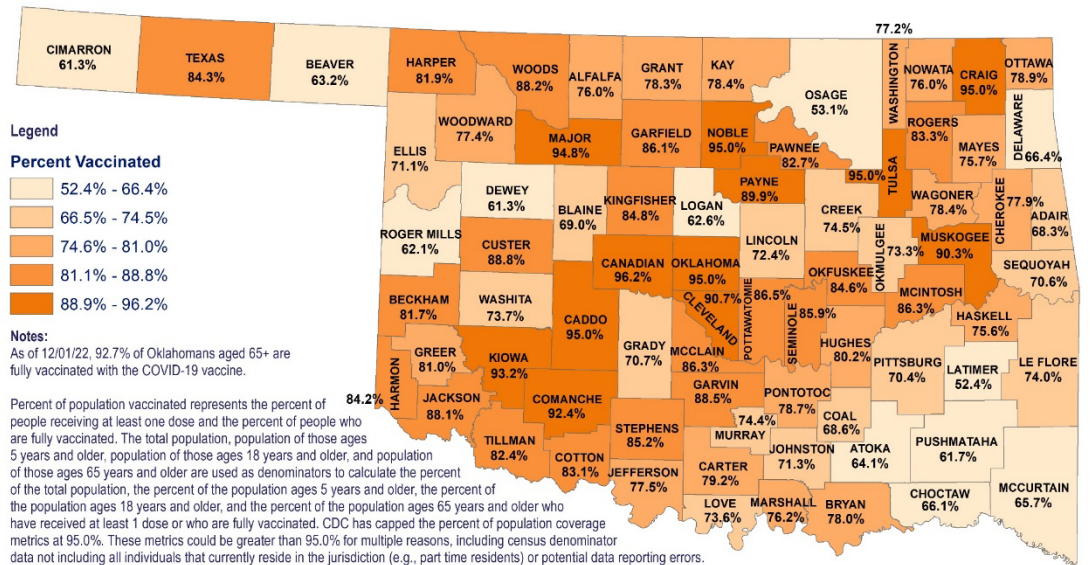 77.2%
CIMARRON
61.3%
TEXAS
84.3%
BEAVER
63.2%
HARPER
81.9%
WOODS
88.2%
ALFALFA
76.0%
GRANT
78.3%
KAY
78.4%
OSAGE
53.1%
WASHINGTON
NOWATA
76.0%
CRAIG
95.0%
OTTAWA
78.9%
DELAWARE
66.4%
WOODWARD
77.4%
ELLIS
71.1%
MAJOR
94.8%
GARFIELD
86.1%
NOBLE
95.0%
PAWNEE
82.7%
ROGERS
83.3%
MAYES
75.7%
Legend
Percent Vaccinated
52.4% - 66.4%
66.5% - 74.5%
74.6% - 81.0%
81.1% - 88.8%
88.9% - 96.2%
DEWEY
61.3%
BLAINE
69.0%
KINGFISHER
84.8%
LOGAN
62.6%
PAYNE
89.9%
95.0%
TULSA
CREEK
74.5%
WAGONER
78.4%
CHEROKEE
77.9%
ADAIR
68.3%
ROGER MILLS
62.1%
CUSTER
88.8%
CANADIAN
96.2%
OKLAHOMA
95.0%
LINCOLN
72.4%
OKMULGEE
73.3%
MUSKOGEE
90.3%
SEQUOYAH
70.6%
BECKHAM
81.7%
WASHITA
73.7%
CADDO
95.0%
GRADY
70.7%
CLEVELAND
90.7%
POTTAWATOMIE
86.5%
SEMINOLE
85.9%
OKFUSKEE
84.6%
MCINTOSH
86.3%
HASKELL
75.6%
Notes:
As of 12/01/22, 92.7% of Oklahomans aged 65+ are
fully vaccinated with the COVID-19 vaccine.
GREER
81.0%
KIOWA
93.2%
MCCLAIN
86.3%
HUGHES
80.2%
PITTSBURG
70.4%
LATIMER
52.4%
LE FLORE
74.0%
84.2%
HARMON
JACKSON
88.1%
COMANCHE
92.4%
GARVIN
88.5%
PONTOTOC
78.7%
COAL
68.6%
TILLMAN
82.4%
COTTON
83.1%
STEPHENS
85.2%
74.4%
MURRAY
JOHNSTON
71.3%
ATOKA
64.1%
PUSHMATAHA
61.7%
JEFFERSON
77.5%
CARTER
79.2%
LOVE
73.6%
MARSHALL
76.2%
BRYAN
78.0%
CHOCTAW
66.1%
MCCURTAIN
65.7%
Percent of population vaccinated represents the percent of
people receiving at least one dose and the percent of people who
are fully vaccinated. The total population, population of those ages
5 years and older, population of those ages 18 years and older, and population
of those ages 65 years and older are used as denominators to calculate the percent
of the total population, the percent of the population ages 5 years and older, the percent of
the population ages 18 years and older, and the percent of the population ages 65 years and older who
have received at least 1 dose or who are fully vaccinated. CDC has capped the percent of population coverage
metrics at 95.0%. These metrics could be greater than 95.0% for multiple reasons, including census denominator
data not including all individuals that currently reside in the jurisdiction (e.g., part time residents) or potential data reporting errors.